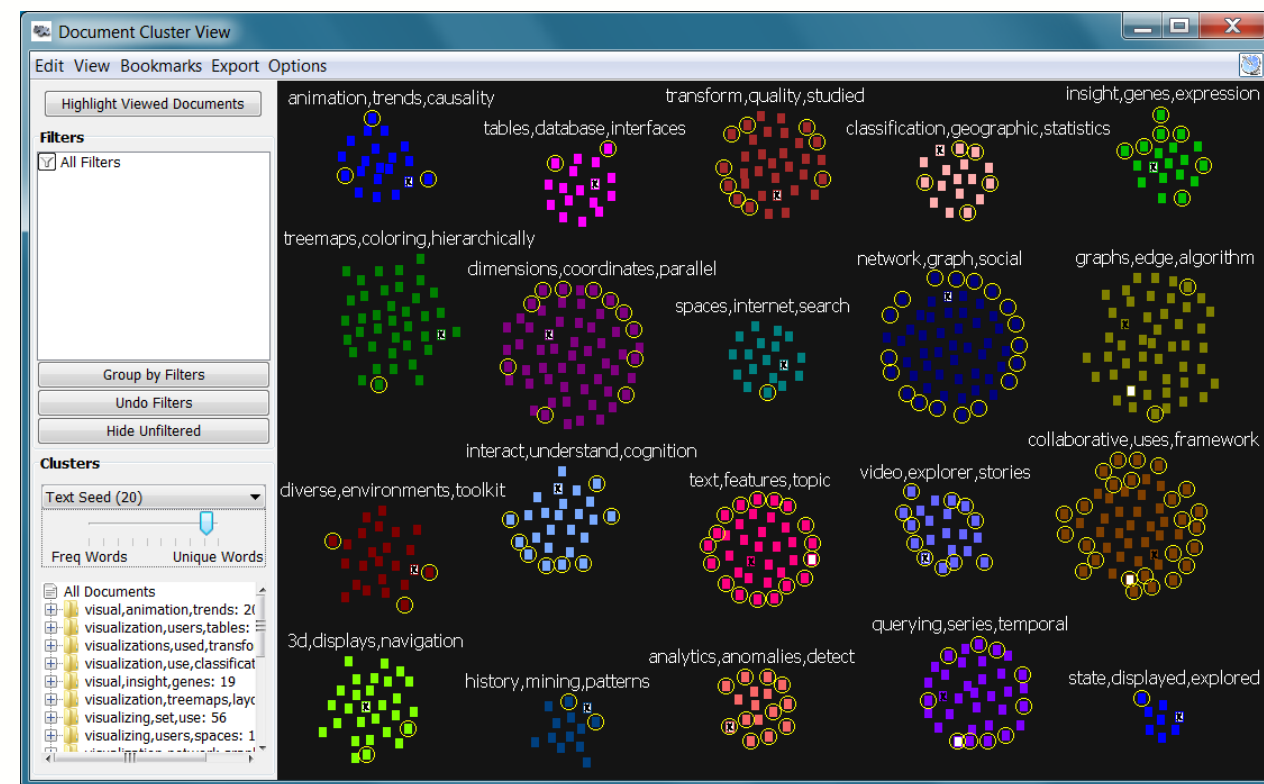 Document Cluster View
Edit View Bookmarks Export Options
Highlight Viewed Documents
Filters
All Filters
Group by Filters
Undo Filters
Hide Unfiltered
Clusters
Text Seed (20)
Freq Words Unique Words
All Documents
visual,animation,trends: 2
visualization,users,tables:
visualizations,used,transfo
visualization,use,classificat
visual,insight,genes: 19
visualization,treemaps,layc
visualizing,set,use: 56
visualizing,users,spaces: 1
animation,trends,causality
transform,quality,studied
insight,genes,expression
tables,database,interfaces
classification,geographic,statistics
treemaps,coloring,hierarchically
dimensions,coordinates,parallel
network,graph,social
graphs,edge,algorithm
spaces,internet,search
interact,understand,cognition
collaborative,uses,framework
diverse,environments,toolkit
text,features,topic
video,explorer,stories
3d,displays,navigation
querying,series,temporal
history,mining,patterns
analytics,anomalies,detect
state,displayed,explored